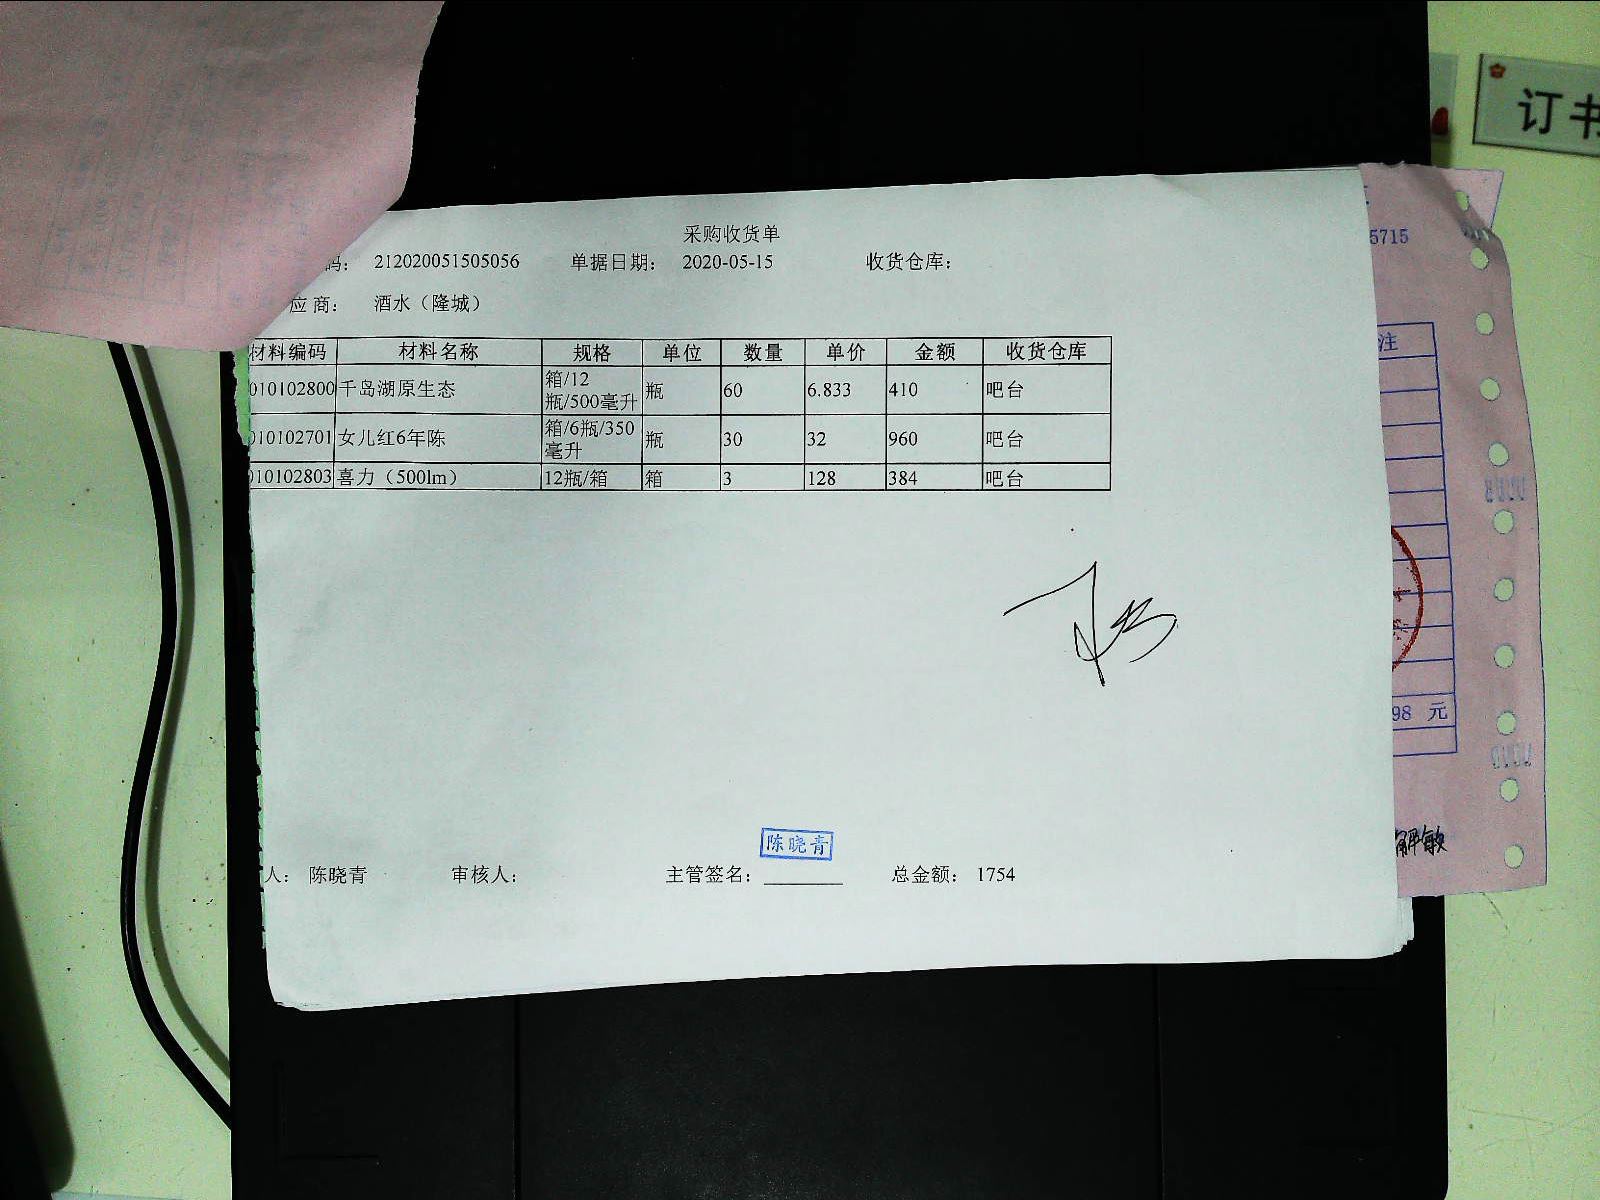 订书
采购收货单
码： 212020051505056 单据日期： 2020-05-15 收货仓库：
应商： 酒水（隆城）
材料编码 材料名称 规格 单位 数量 单价 金额 收货仓库
010102800 千岛湖原生态 箱/12瓶/500毫升 瓶 60 6.833 410 吧台
010102701 女儿红6年陈 箱/6瓶/350毫升 瓶 30 32 960 吧台
010102803 喜力（500lm） 12瓶/箱 箱 3 128 384 吧台
陈晓青
人： 陈晓青 审核人： 主管签名： 总金额： 1754
5715
注
98 元